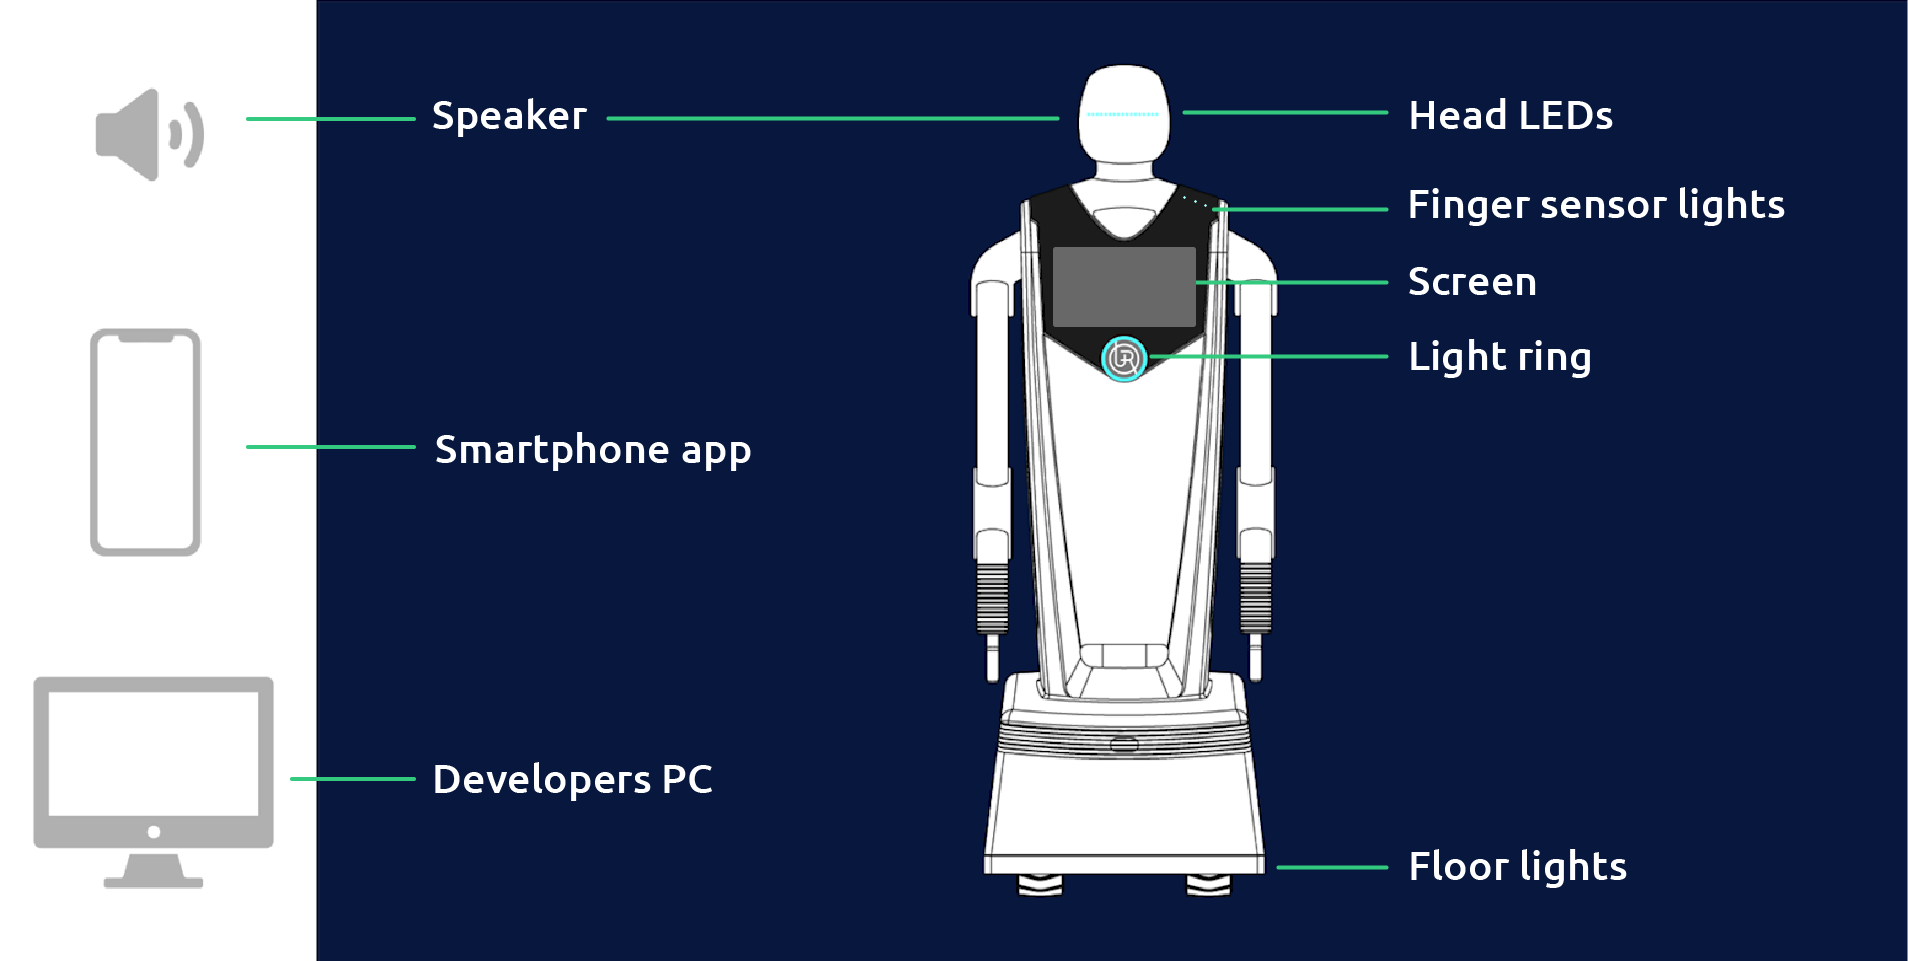 Speaker
Head LEDs
Finger sensor lights
Screen
Light ring
Smartphone app
Developers PC
Floor lights